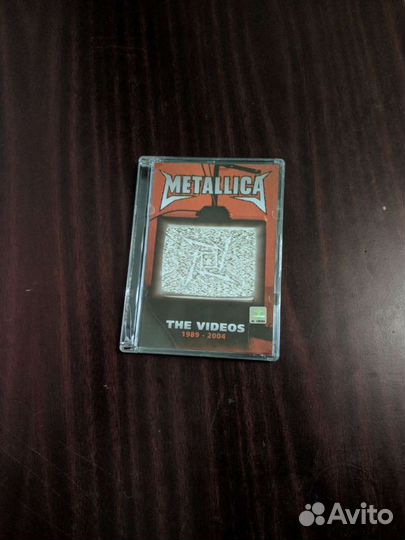 METALLICA
THE VIDEOS
1989 - 2004
Avito